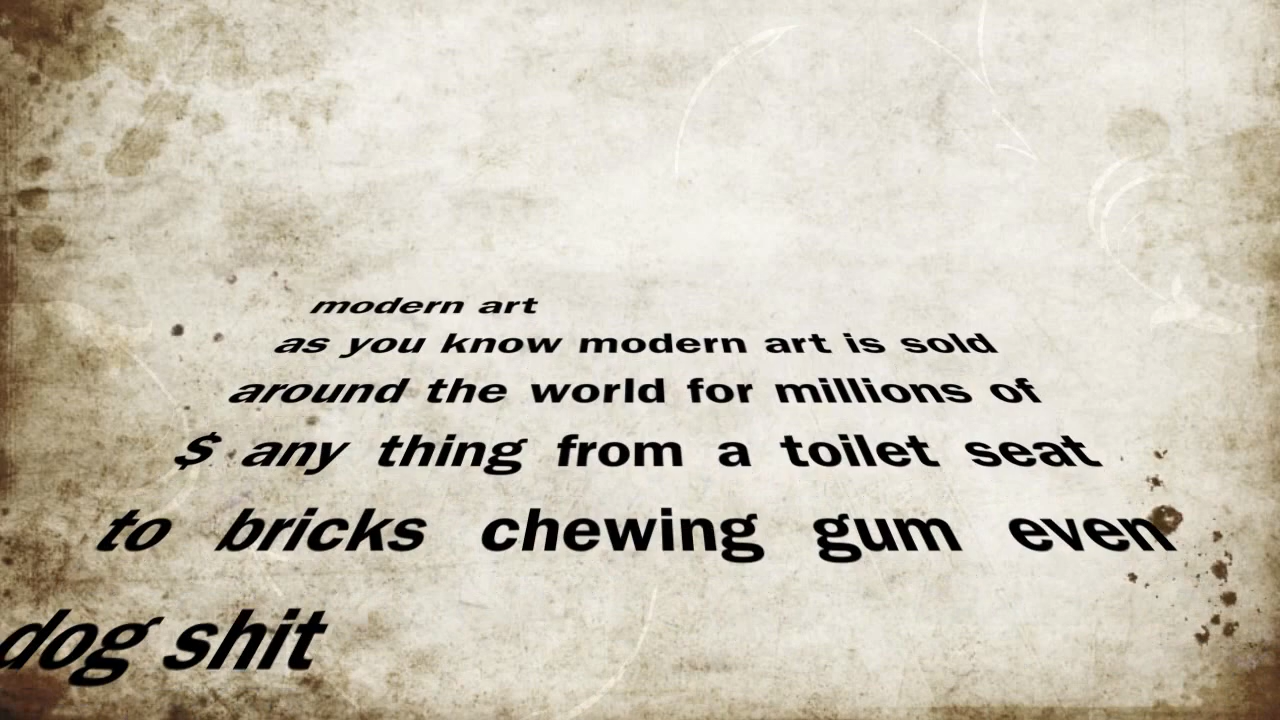 modern art
as you know modern art is sold
around the world for millions of
$ any thing from a toilet seat
to bricks chewing gum even
dog shit